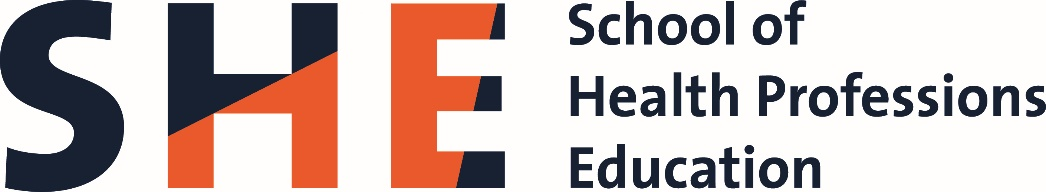 SHE
School of
Health Professions
Education